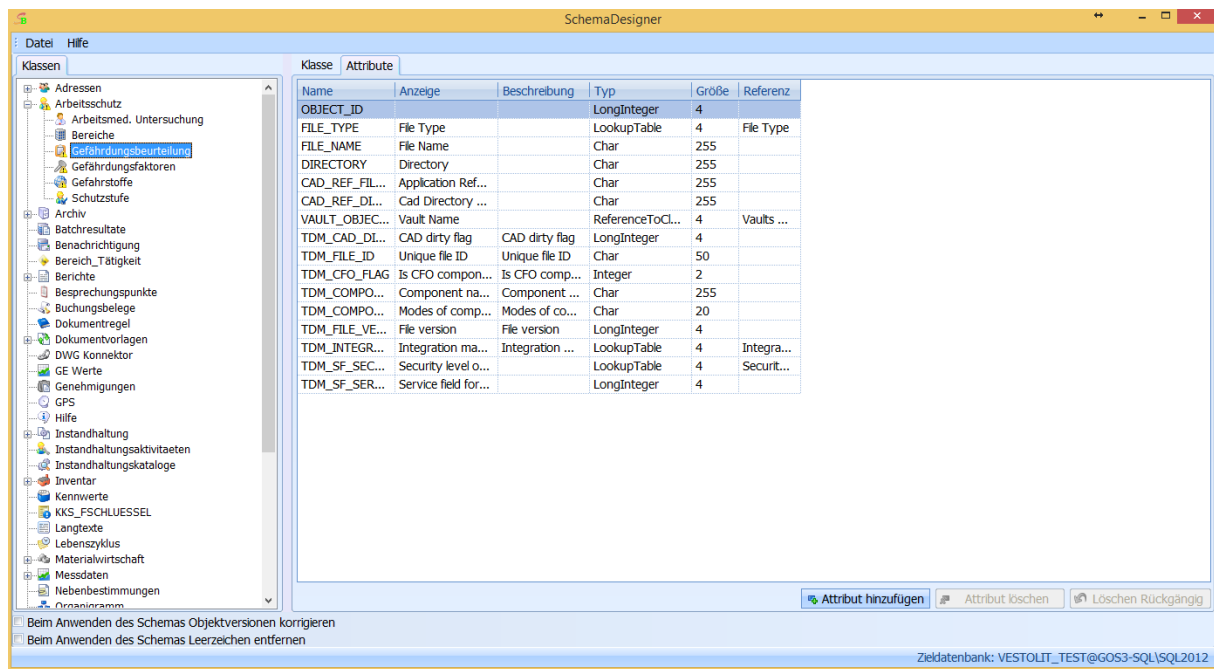 SchemaDesigner
Datei Hilfe
Klassen
Adressen
Arbeitsschutz
Arbeitsmed. Untersuchung
Bereiche
Gefährdungsbeurteilung
Gefährdungsfaktoren
Gefahrstoffe
Schutzstufe
Archiv
Batchresultate
Benachrichtigung
Bereich_Tätigkeit
Berichte
Besprechungspunkte
Buchungsbelege
Dokumentregel
Dokumentvorlagen
DWG Konnektor
GE Werte
Genehmigungen
GPS
Hilfe
Instandhaltung
Instandhaltungsaktivitaeten
Instandhaltungskataloge
Inventar
Kennwerte
KKS_FSCHLUESSEL
Langtexte
Lebenszyklus
Materialwirtschaft
Messdaten
Nebenbestimmungen
Organigramm
Klasse Attribute
Name Anzeige Beschreibung Typ Größe Referenz
OBJECT_ID LongInteger 4
FILE_TYPE File Type LookupTable 4 File Type
FILE_NAME File Name Char 255
DIRECTORY Directory Char 255
CAD_REF_FIL... Application Ref... Char 255
CAD_REF_DI... Cad Directory ... Char 255
VAULT_OBJEC... Vault Name ReferenceToCl... 4 Vaults ...
TDM_CAD_DI... CAD dirty flag CAD dirty flag LongInteger 4
TDM_FILE_ID Unique file ID Unique file ID Char 50
TDM_CFO_FLAG Is CFO compon... Is CFO comp... Integer 2
TDM_COMPO... Component na... Component ... Char 255
TDM_COMPO... Modes of comp... Modes of co... Char 20
TDM_FILE_VE... File version File version LongInteger 4
TDM_INTEGR... Integration ma... Integration ... LookupTable 4 Integra...
TDM_SF_SEC... Security level o... LookupTable 4 Securit...
TDM_SF_SER... Service field for... LongInteger 4
Attribut hinzufügen Attribut löschen Löschen Rückgängig
Beim Anwenden des Schemas Objektversionen korrigieren
Beim Anwenden des Schemas Leerzeichen entfernen
Zieldatenbank: VESTOLIT_TEST@GOS3-SQL\SQL2012